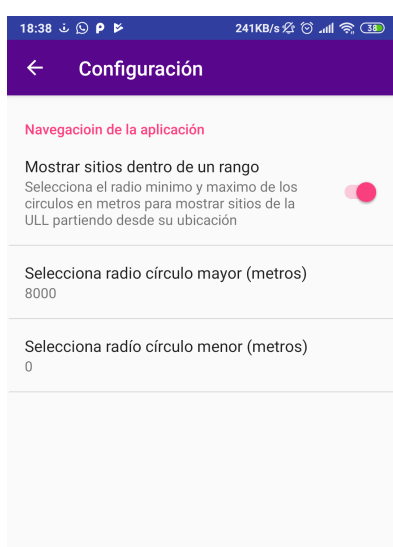 18:38 241KB/s 38
Configuración
Navegacioin de la aplicación
Mostrar sitios dentro de un rango
Selecciona el radio minimo y maximo de los
circulos en metros para mostrar sitios de la
ULL partiendo desde su ubicación
Selecciona radio círculo mayor (metros)
8000
Selecciona radío círculo menor (metros)
0